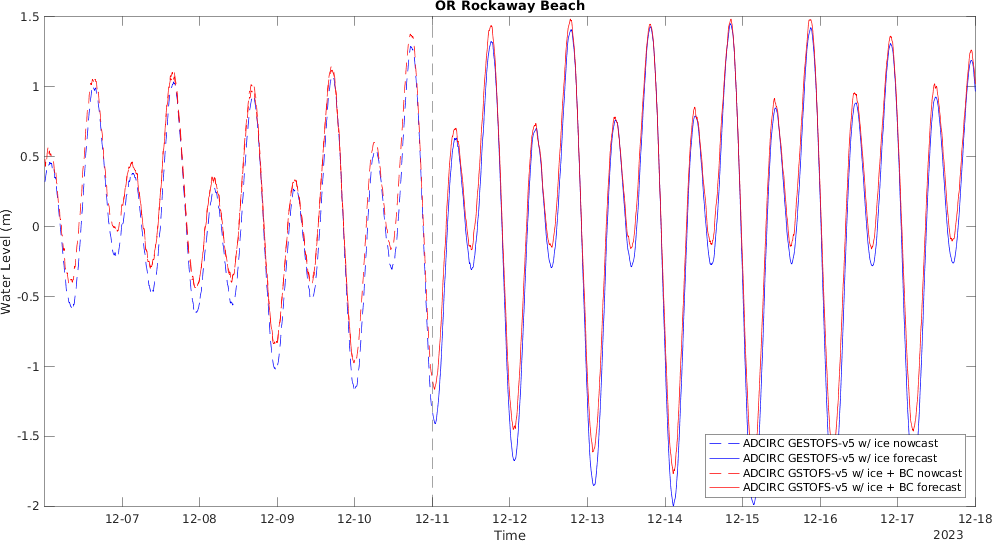 OR Rockaway Beach
1.5
1
0.5
0
-0.5
-1
-1.5
-2
Water Level (m)
ADCIRC GESTOFS-v5 w/ ice nowcast
ADCIRC GESTOFS-v5 w/ ice forecast
ADCIRC GSTOFS-v5 w/ ice + BC nowcast
ADCIRC GSTOFS-v5 w/ ice + BC forecast
12-07 12-08 12-09 12-10 12-11 12-12 12-13 12-14 12-15 12-16 12-17 12-18
Time
2023